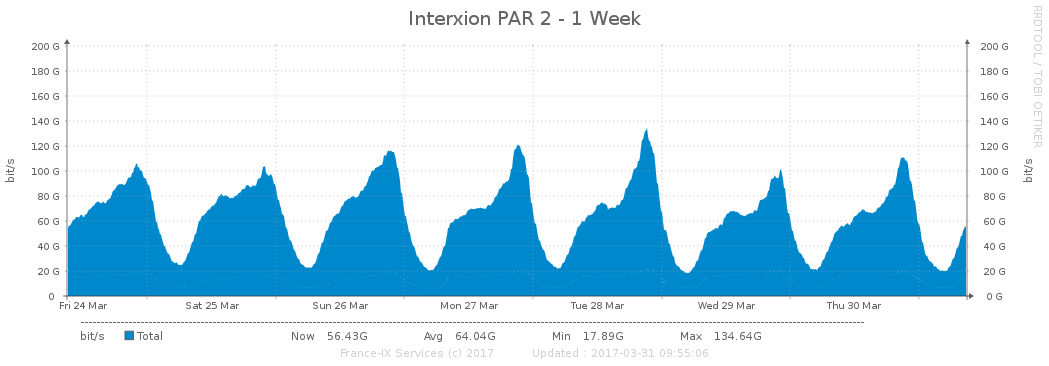 Interxion PAR 2 - 1 Week
RRDTOOL / TOBI OETIKER
bit/s
200 G
180 G
160 G
140 G
120 G
100 G
80 G
60 G
40 G
20 G
0
200 G
180 G
160 G
140 G
120 G
100 G
80 G
60 G
40 G
20 G
0 G
bit/s
Fri 24 Mar Sat 25 Mar Sun 26 Mar Mon 27 Mar Tue 28 Mar Wed 29 Mar Thu 30 Mar
bit/s Total Now 56.43G Avg 64.04G Min 17.89G Max 134.64G
France-IX Services (c) 2017 Updated : 2017-03-31 09:55:06